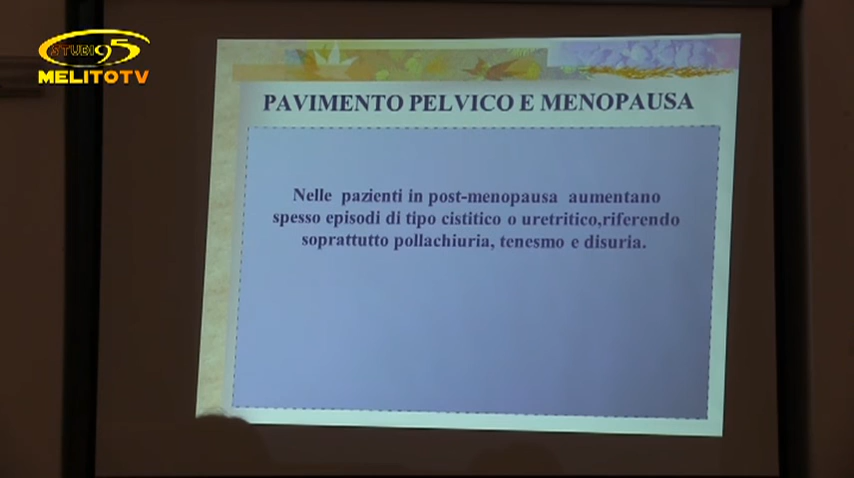 STUDIO 95
MELITOTV
PAVIMENTO PELVICO E MENOPAUSA
Nelle pazienti in post-menopausa aumentano
spesso episodi di tipo cistitico o uretritico,riferendo
soprattutto pollachiuria, tenesmo e disuria.